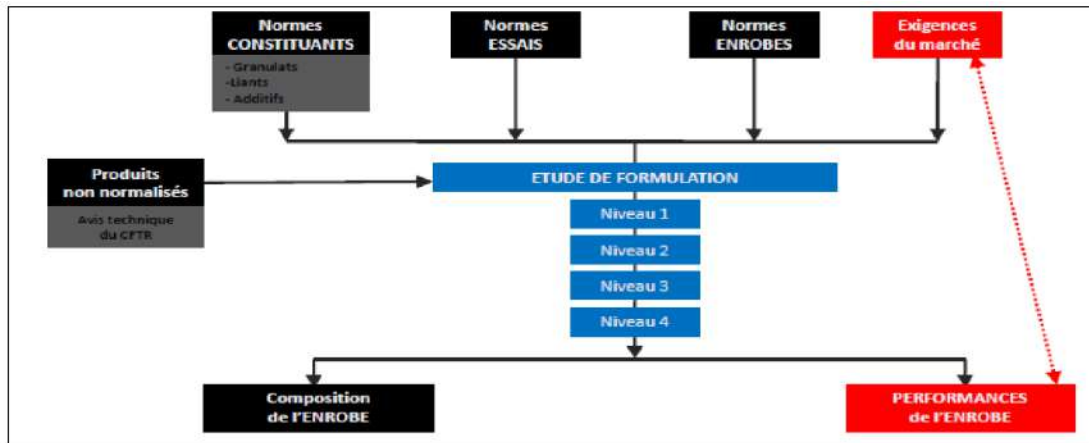 Normes
CONSTITUANTS
- Granulats
-Liants
- Additifs
Normes
ESSAIS
Normes
ENROBES
Exigences
du marché
Produits
non normalisés
Avis technique
du CFTR
ETUDE DE FORMULATION
Niveau 1
Niveau 2
Niveau 3
Niveau 4
Composition
de l'ENROBE
PERFORMANCES
de l'ENROBE